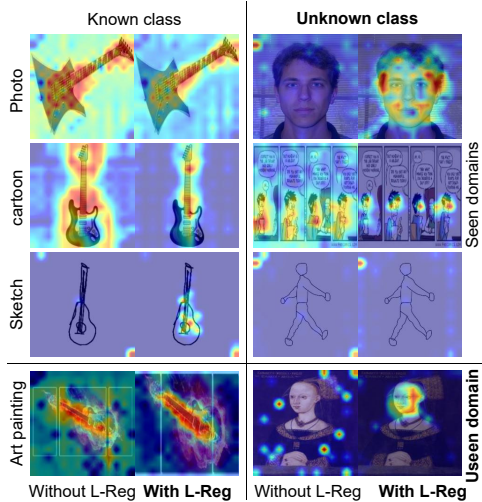 Known class
Unknown class
Photo
cartoon
Sketch
Art painting
Seen domains
Useen domain
Without L-Reg
With L-Reg
Without L-Reg
With L-Reg